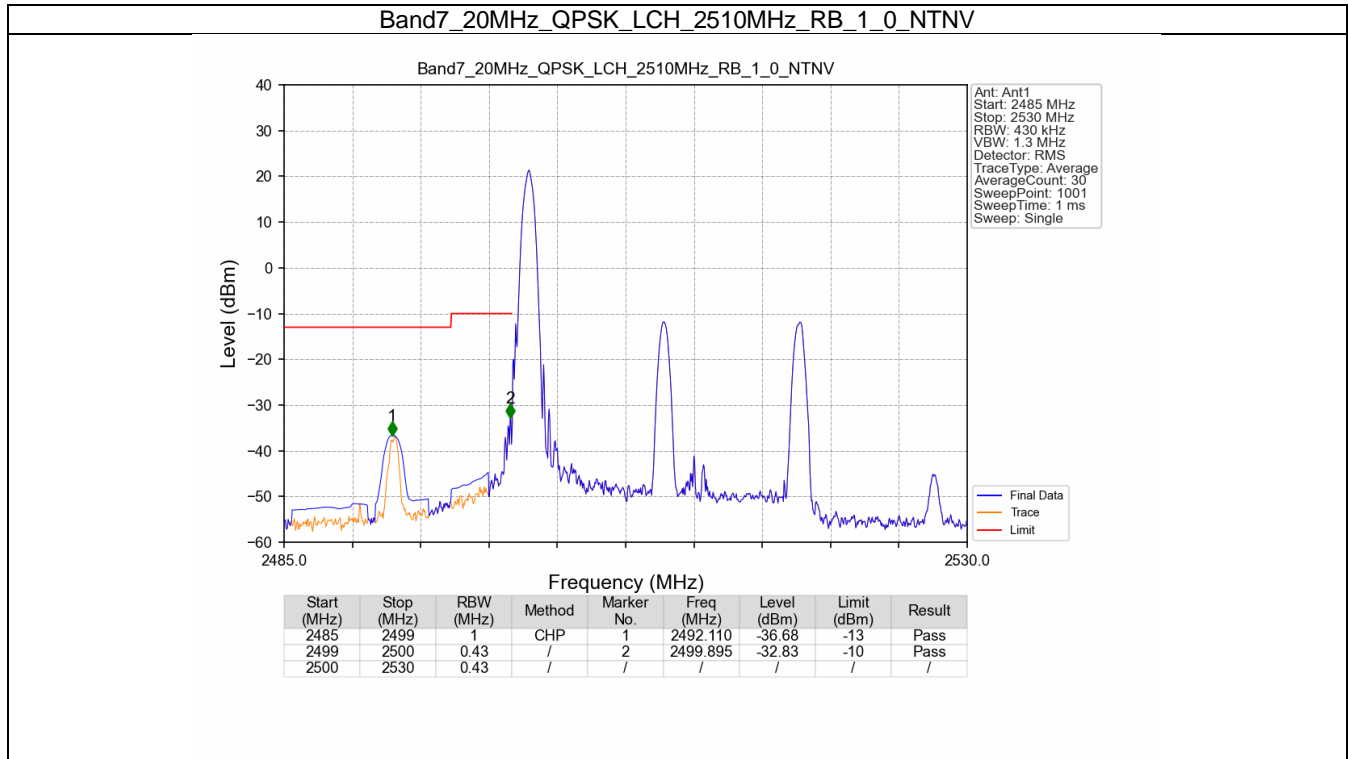 Band7_20MHz_QPSK_LCH_2510MHz_RB_1_0_NTNV
Band7_20MHz_QPSK_LCH_2510MHz_RB_1_0_NTNV
Ant: Ant1
Start: 2485 MHz
Stop: 2530 MHz
RBW: 430 kHz
VBW: 1.3 MHz
Detector: RMS
TraceType: Average
AverageCount: 30
SweepPoint: 1001
SweepTime: 1 ms
Sweep: Single
Level (dBm)
40
30
20
10
0
−10
−20
−30
−40
−50
−60
1
2
Final Data
Trace
Limit
2485.0
2530.0
Frequency (MHz)
Start (MHz) Stop (MHz) RBW (MHz) Method Marker No. Freq (MHz) Level (dBm) Limit (dBm) Result
2485 2499 1 CHP 1 2492.110 -36.68 -13 Pass
2499 2500 0.43 / 2 2499.895 -32.83 -10 Pass
2500 2530 0.43 / / / / / /